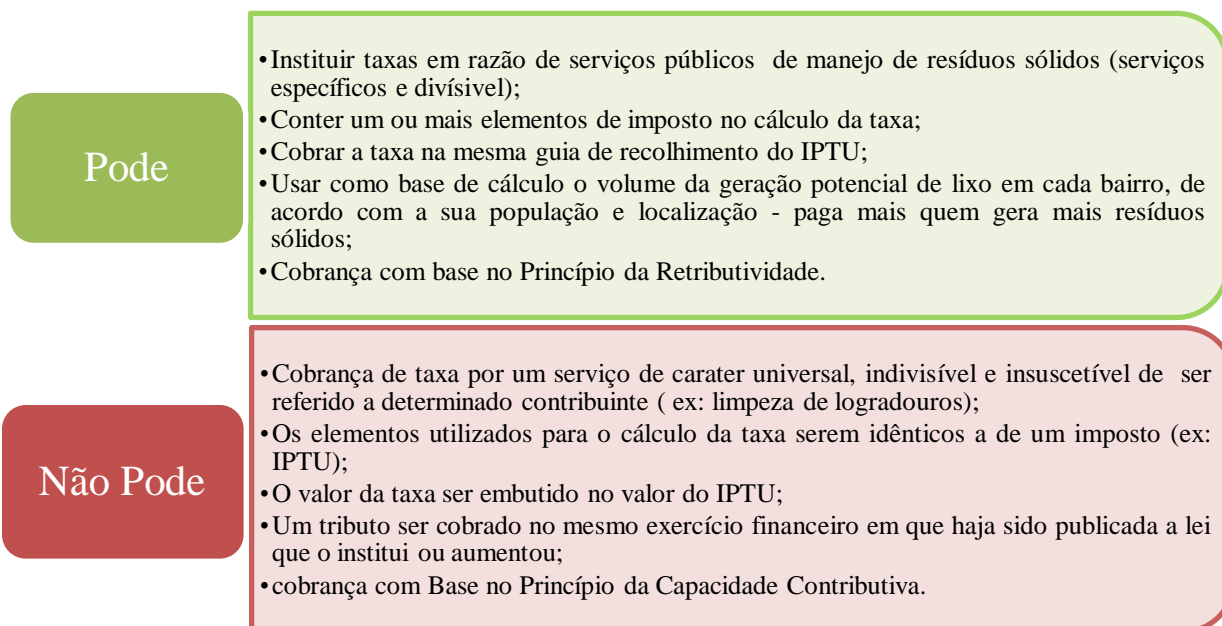 Pode
•Instituir taxas em razão de serviços públicos de manejo de resíduos sólidos (serviços
específicos e divísivel);
•Conter um ou mais elementos de imposto no cálculo da taxa;
•Cobrar a taxa na mesma guia de recolhimento do IPTU;
•Usar como base de cálculo o volume da geração potencial de lixo em cada bairro, de
acordo com a sua população e localização - paga mais quem gera mais resíduos
sólidos;
•Cobrança com base no Princípio da Retributividade.
Não Pode
•Cobrança de taxa por um serviço de carater universal, indivisível e insuscetível de ser
referido a determinado contribuinte ( ex: limpeza de logradouros);
•Os elementos utilizados para o cálculo da taxa serem idênticos a de um imposto (ex:
IPTU);
•O valor da taxa ser embutido no valor do IPTU;
•Um tributo ser cobrado no mesmo exercício financeiro em que haja sido publicada a lei
que o institui ou aumentou;
•cobrança com Base no Princípio da Capacidade Contributiva.